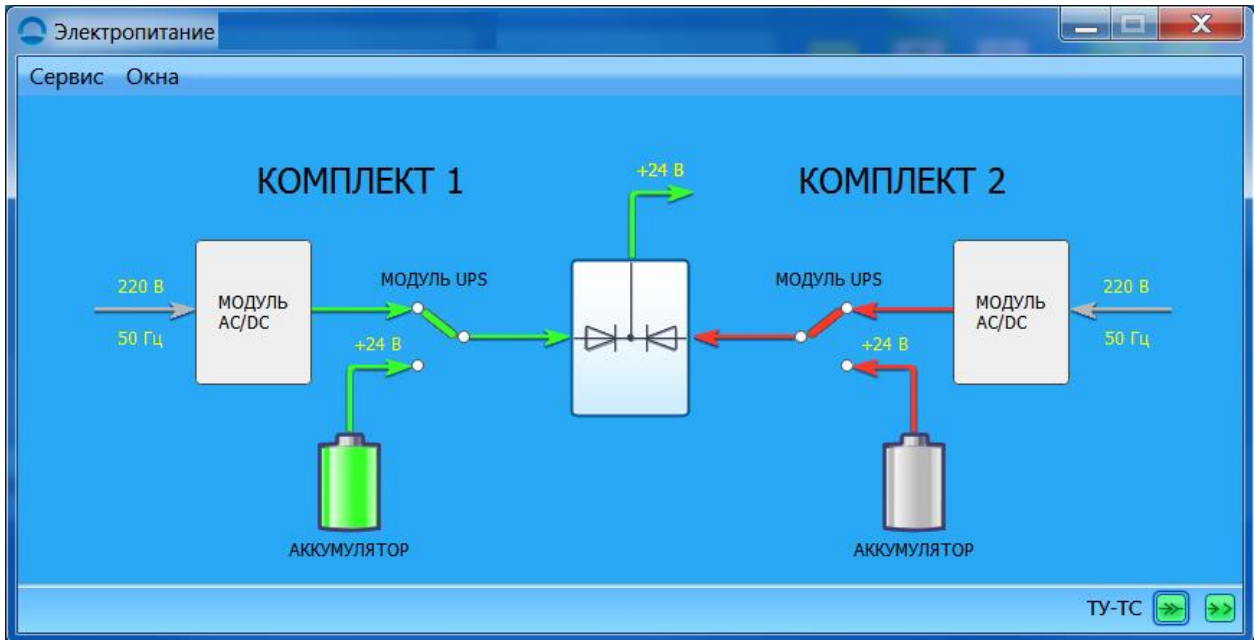 Электропитание
Сервис Окна
КОМПЛЕКТ 1
+24 В
КОМПЛЕКТ 2
220 В
50 Гц
МОДУЛЬ
AC/DC
МОДУЛЬ UPS
+24 В
АККУМУЛЯТОР
МОДУЛЬ UPS
+24 В
МОДУЛЬ
AC/DC
220 В
50 Гц
АККУМУЛЯТОР
ТУ-ТС